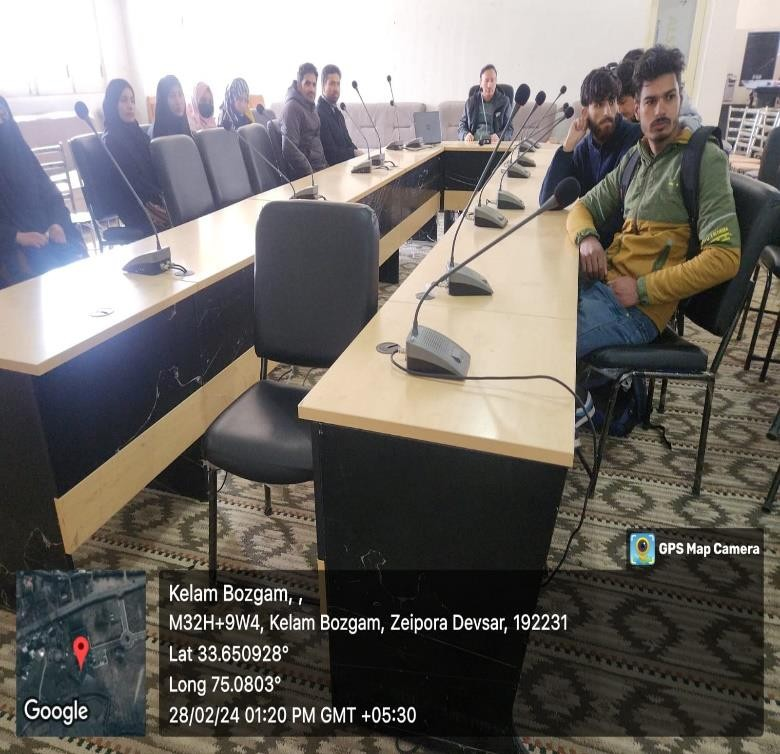 GPS Map Camera
Kelam Bozgam, ,
M32H+9W4, Kelam Bozgam, Zeipora Devsar, 192231
Lat 33.650928°
Long 75.0803°
28/02/24 01:20 PM GMT +05:30
Google